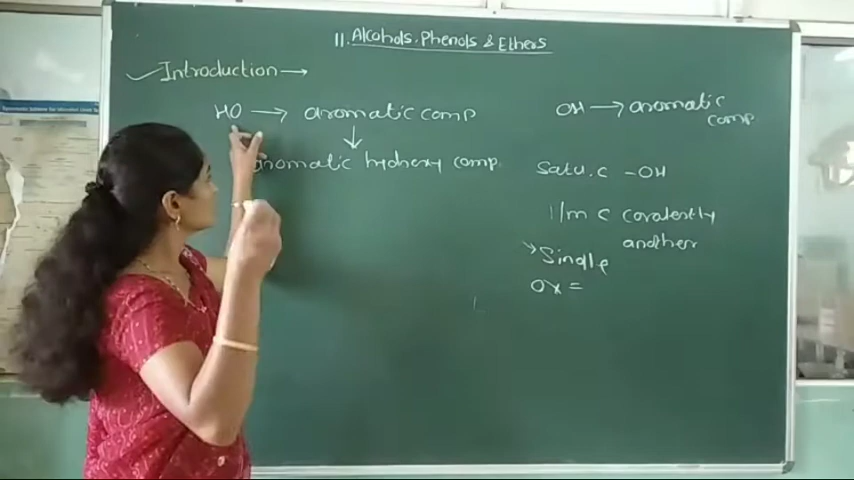 11. Alcohols, Phenols & Ethers
Introduction →
HO → aromatic comp
aromatic hydroxy comp
OH → aromatic
comp
Satu. C -OH
11m C covalently
another
→ Single
OX =